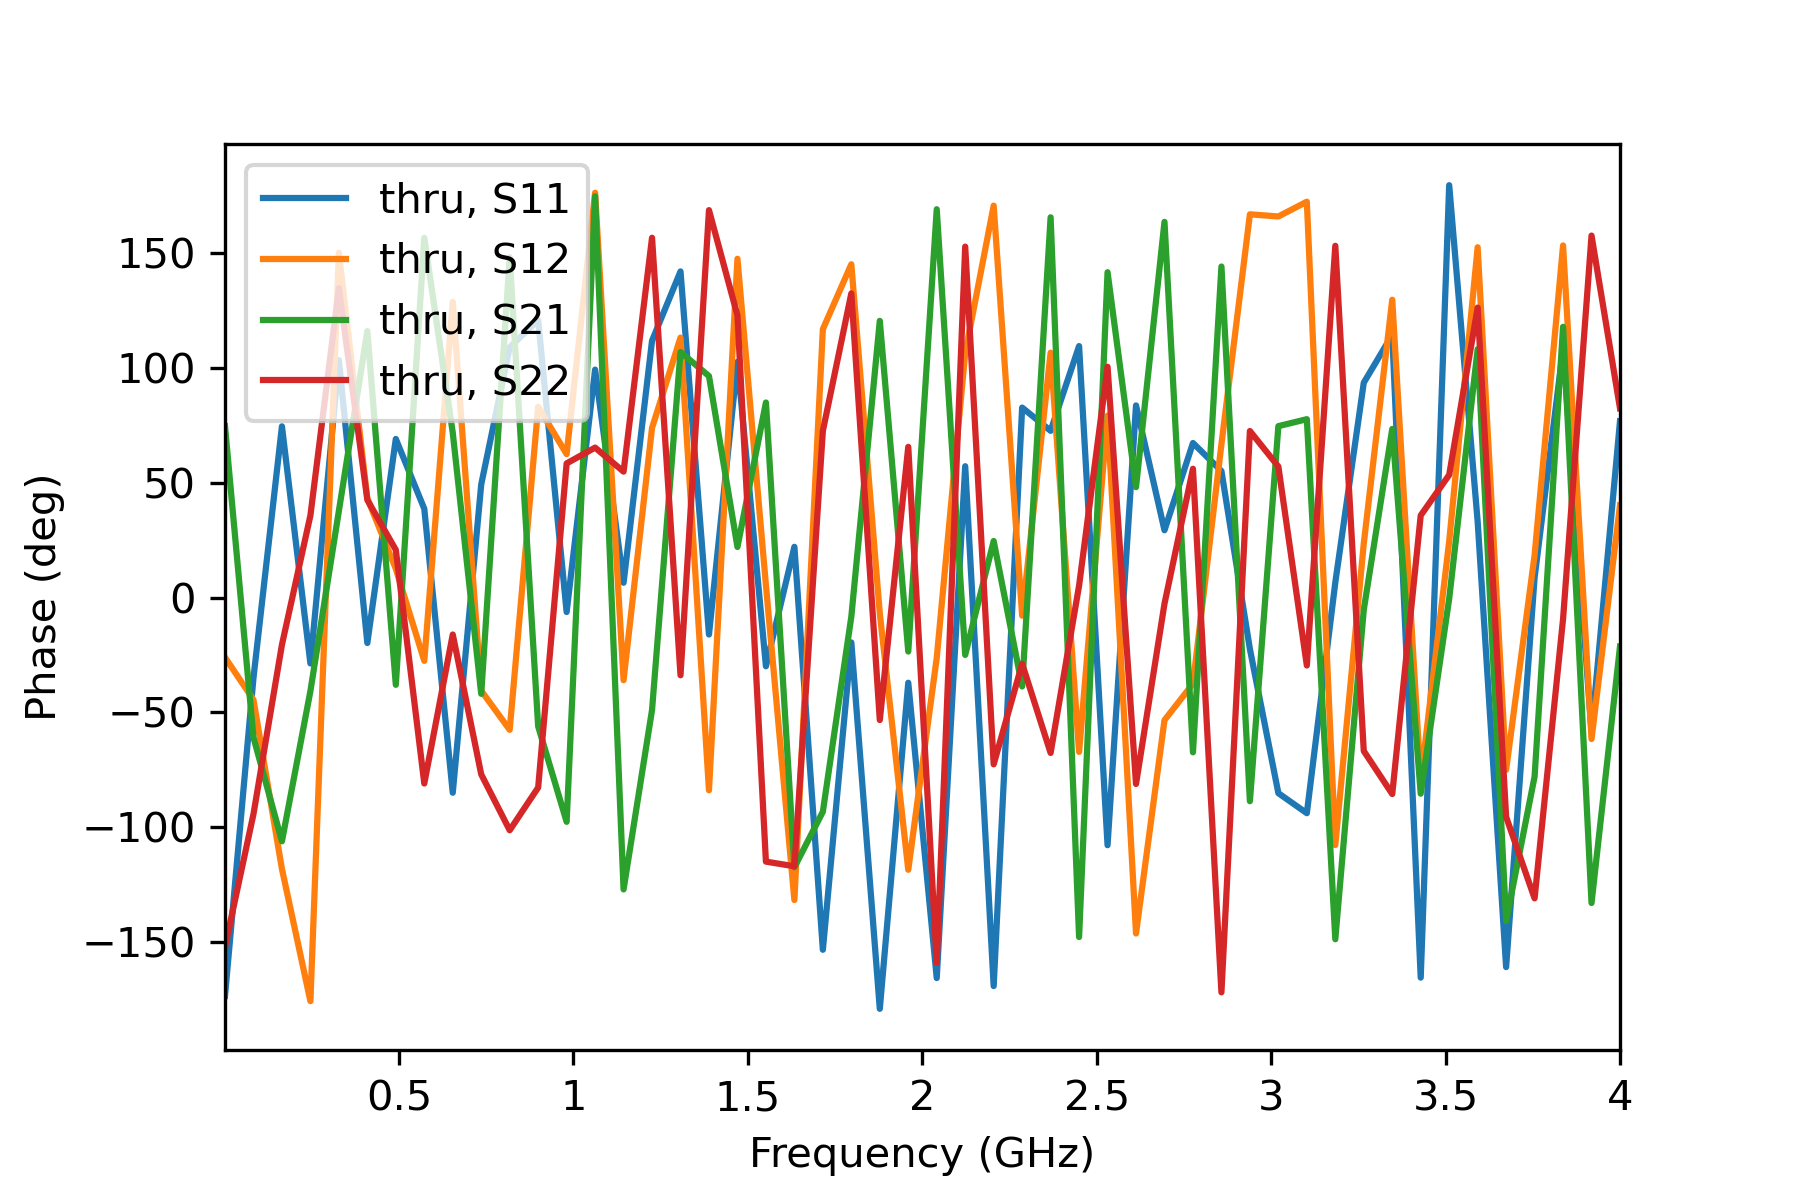 thru, S11
thru, S12
thru, S21
thru, S22
Phase (deg)
150
100
50
0
−50
−100
−150
0.5 1 1.5 2 2.5 3 3.5 4
Frequency (GHz)